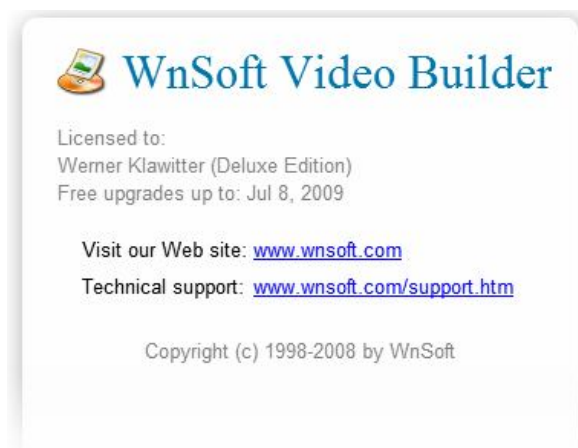 WnSoft Video Builder
Licensed to:
Werner Klawitter (Deluxe Edition)
Free upgrades up to: Jul 8, 2009
Visit our Web site: www.wnsoft.com
Technical support: www.wnsoft.com/support.htm
Copyright (c) 1998-2008 by WnSoft